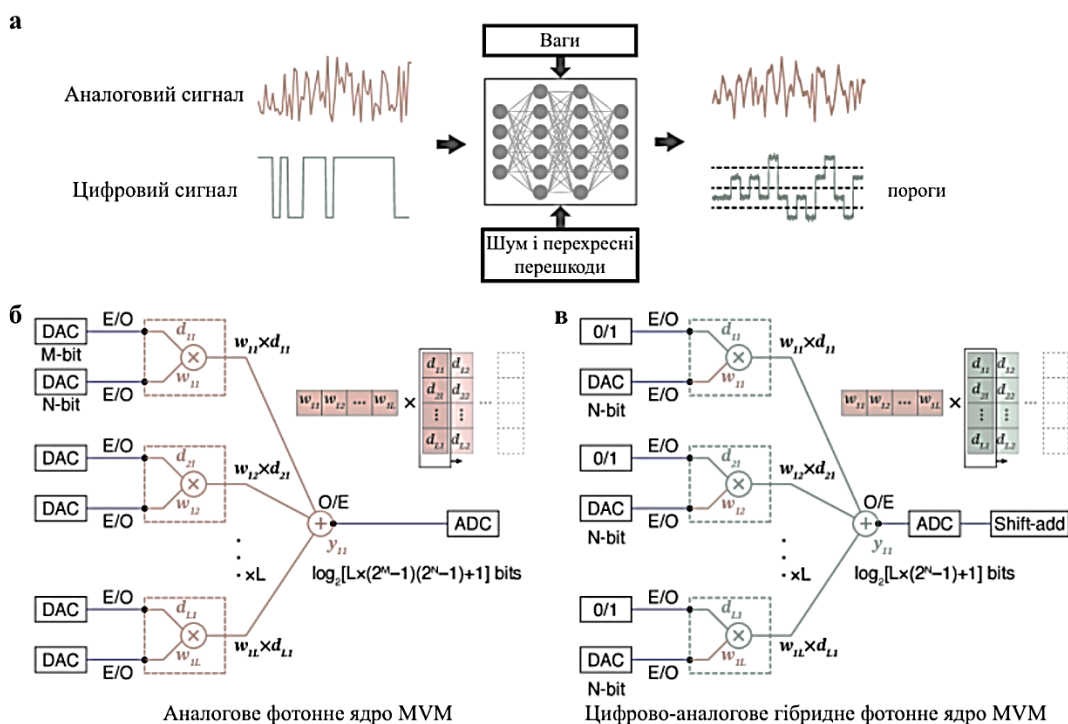 а
Ваги
Аналоговий сигнал
Цифровий сигнал
пороги
Шум і перехресні
перешкоди
б
DAC E/O
M-bit
DAC
N-bit E/O
d₁₁
w₁₁
w₁₁×d₁₁
w₁₁ w₁₂ ... w₁L × d₁₁ d₁₂
d₂₁ d₂₂ ...
⋮ ⋮
dL₁ dL₂
DAC E/O
DAC
E/O
d₂₁
w₁₂
w₁₂×d₂₁
O/E
y₁₁
ADC
log₂[L×(2ᴹ−1)(2ᴺ−1)+1] bits
×L
DAC E/O
DAC
E/O
dL₁
w₁L
w₁L×dL₁
Аналогове фотонне ядро MVM
в
0/1 E/O
DAC
N-bit E/O
d₁₁
w₁₁
w₁₁×d₁₁
w₁₁ w₁₂ ... w₁L × d₁₁ d₁₂
d₂₁ d₂₂ ...
⋮ ⋮
dL₁ dL₂
0/1 E/O
DAC
N-bit E/O
d₂₁
w₁₂
w₁₂×d₂₁
O/E
y₁₁
ADC
Shift-add
log₂[L×(2ᴺ−1)+1] bits
×L
0/1 E/O
DAC
N-bit E/O
dL₁
w₁L
w₁L×dL₁
Цифрово-аналогове гібридне фотонне ядро MVM